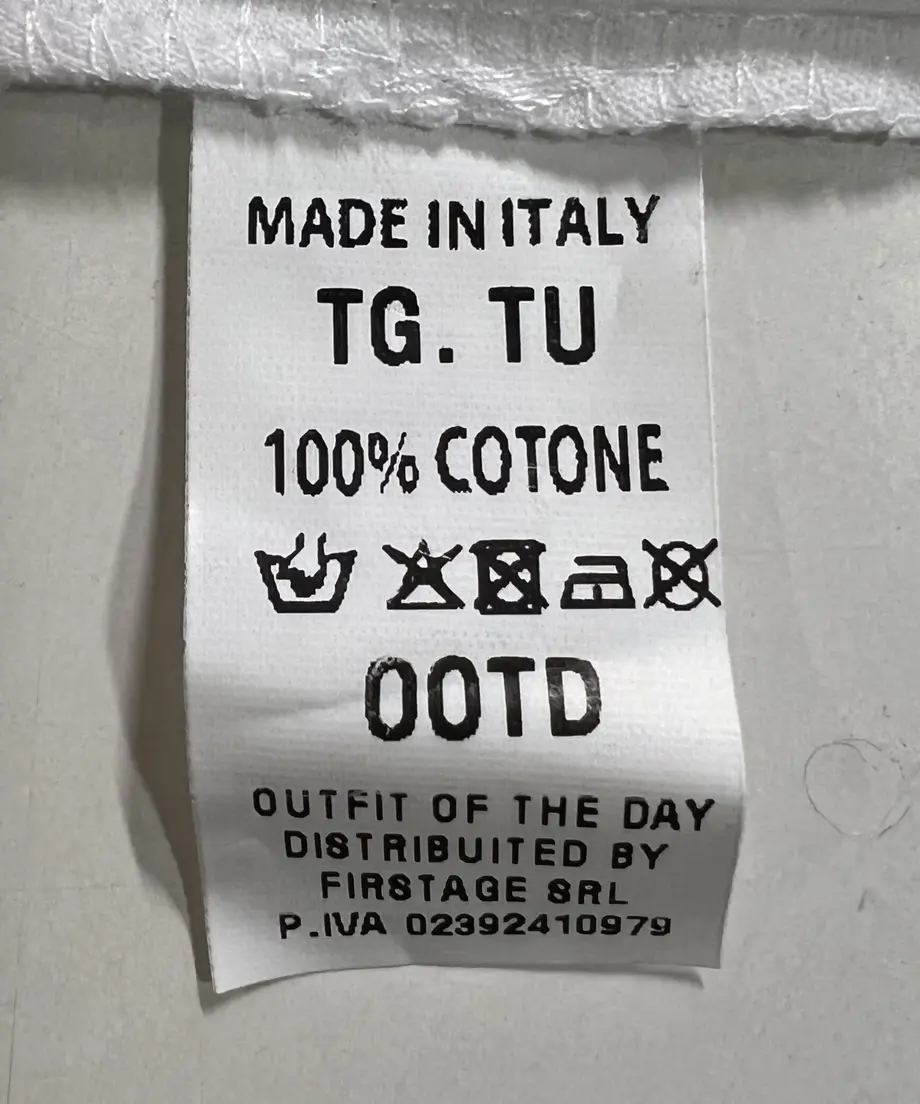 MADE IN ITALY
TG. TU
100% COTONE
OOTD
OUTFIT OF THE DAY
DISTRIBUITED BY
FIRSTAGE SRL
P.IVA 02392410979